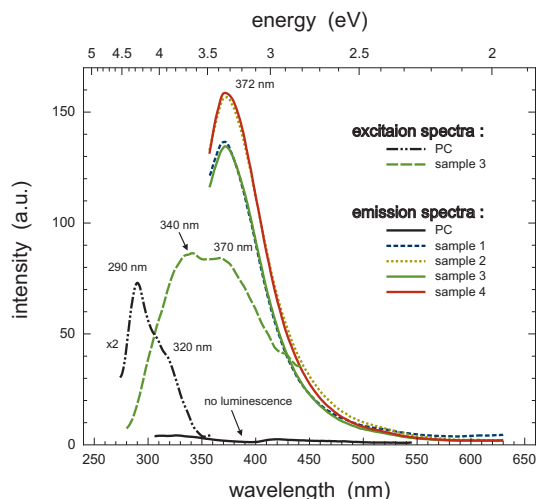 energy (eV)
5 4.5 4 3.5 3 2.5 2
372 nm
150
excitaion spectra :
PC
sample 3
340 nm
emission spectra :
PC
sample 1
sample 2
sample 3
sample 4
100
370 nm
290 nm
intensity (a.u.)
50
x2
320 nm
no luminescence
0
250 300 350 400 450 500 550 600 650
wavelength (nm)